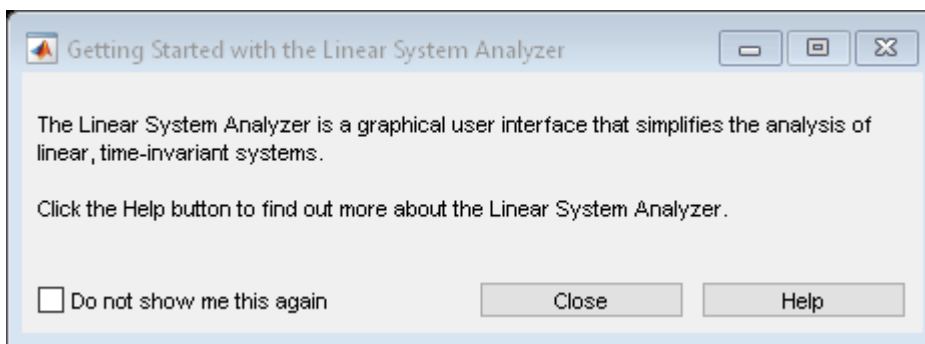 Getting Started with the Linear System Analyzer
The Linear System Analyzer is a graphical user interface that simplifies the analysis of
linear, time-invariant systems.
Click the Help button to find out more about the Linear System Analyzer.
Do not show me this again
Close
Help